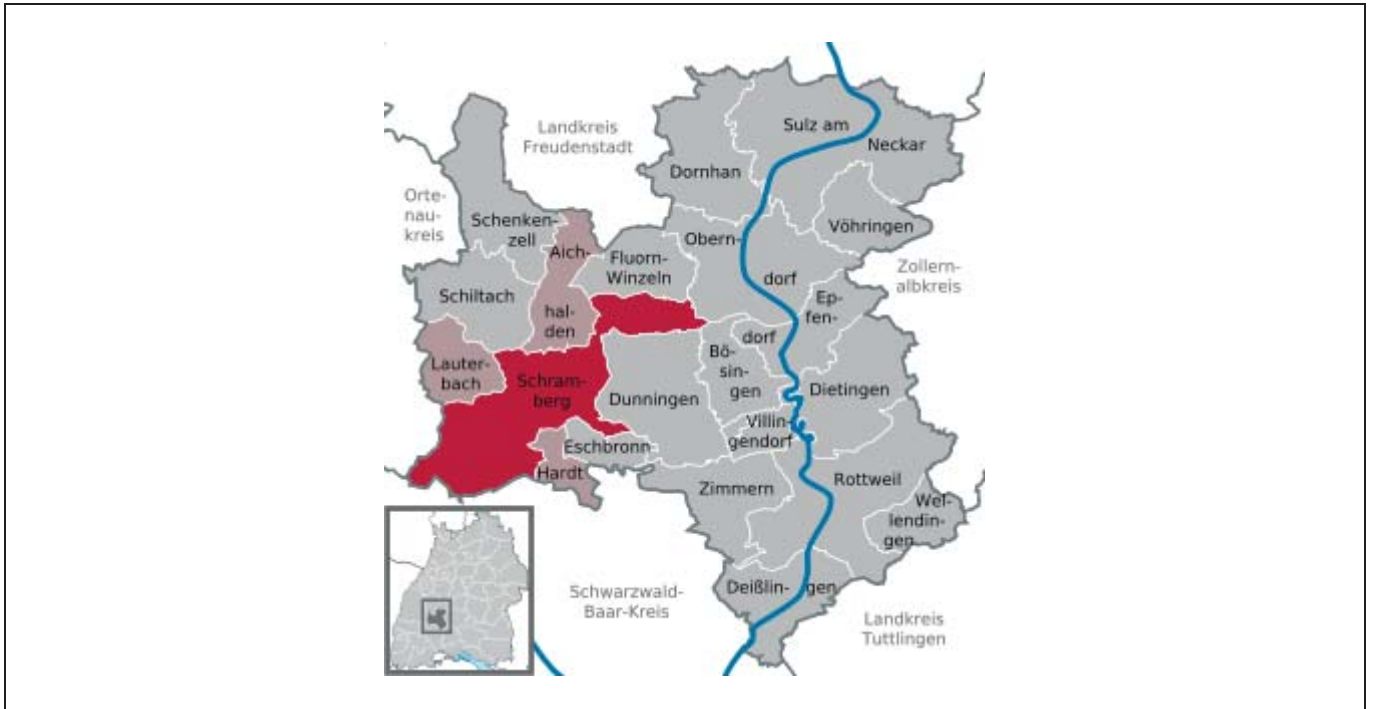 Landkreis
Freudenstadt
Orte-
nau-
kreis
Sulz am
Neckar
Dornhan
Schenken-
zell
Aich-
hal-
den
Fluorn-
Winzeln
Obern-
dorf
Vöhringen
Zollern-
albkreis
Schiltach
Ep-
fen-
dorf
Lauter-
bach
Schram-
berg
Dunningen
Bö-
sin-
gen
Dietingen
Villin-
gendorf
Eschbronn
Hardt
Zimmern
Rottweil
Wel-
lendin-
gen
Deißlin-
gen
Schwarzwald-
Baar-Kreis
Landkreis
Tuttlingen